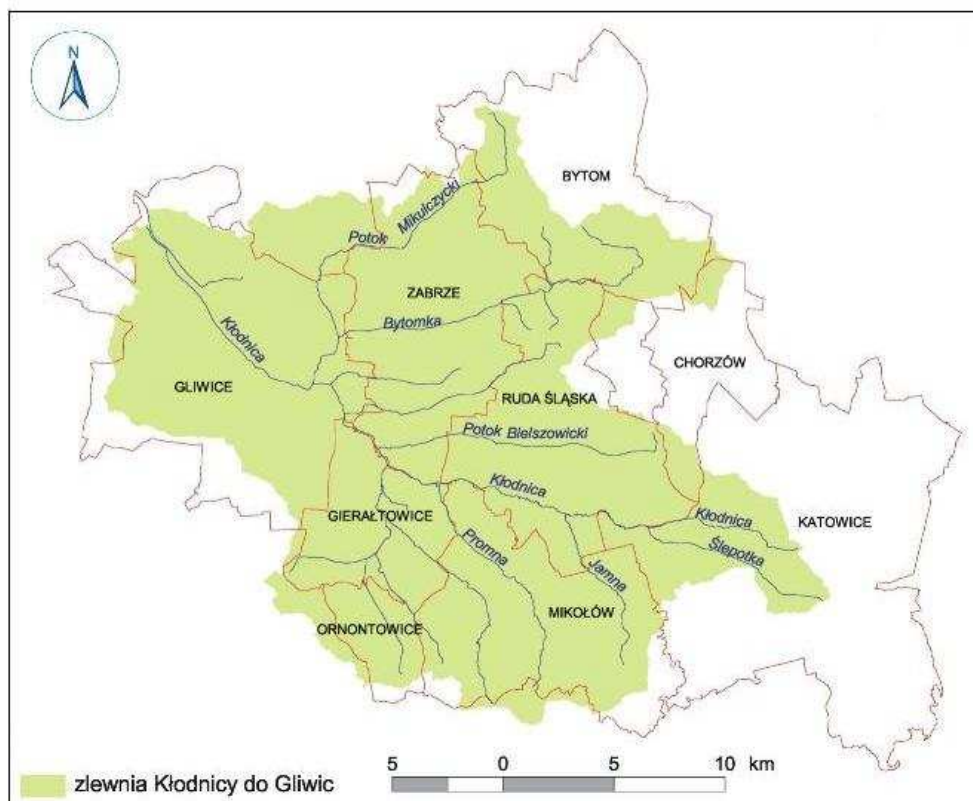 N
BYTOM
Potok Mikulczycki
ZABRZE
Bytomka
Kłodnica
CHORZÓW
GLIWICE
RUDA ŚLĄSKA
Potok Bielszowicki
Kłodnica
GIERAŁTOWICE
Kłodnica
KATOWICE
Promna
Ślepotka
Jamna
MIKOŁÓW
ORNONTOWICE
zlewnia Kłodnicy do Gliwic
5 0 5 10 km